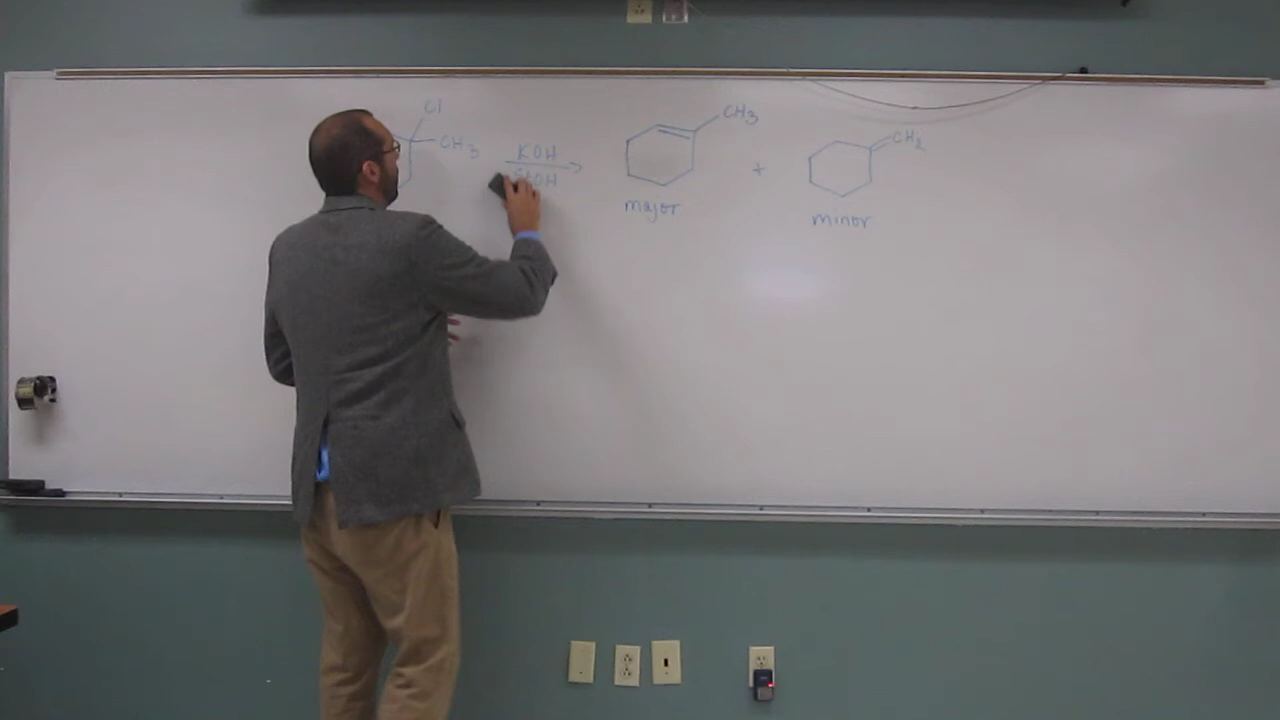 Cl
CH3
KOH
EtOH
CH3
major
+
CH2
minor